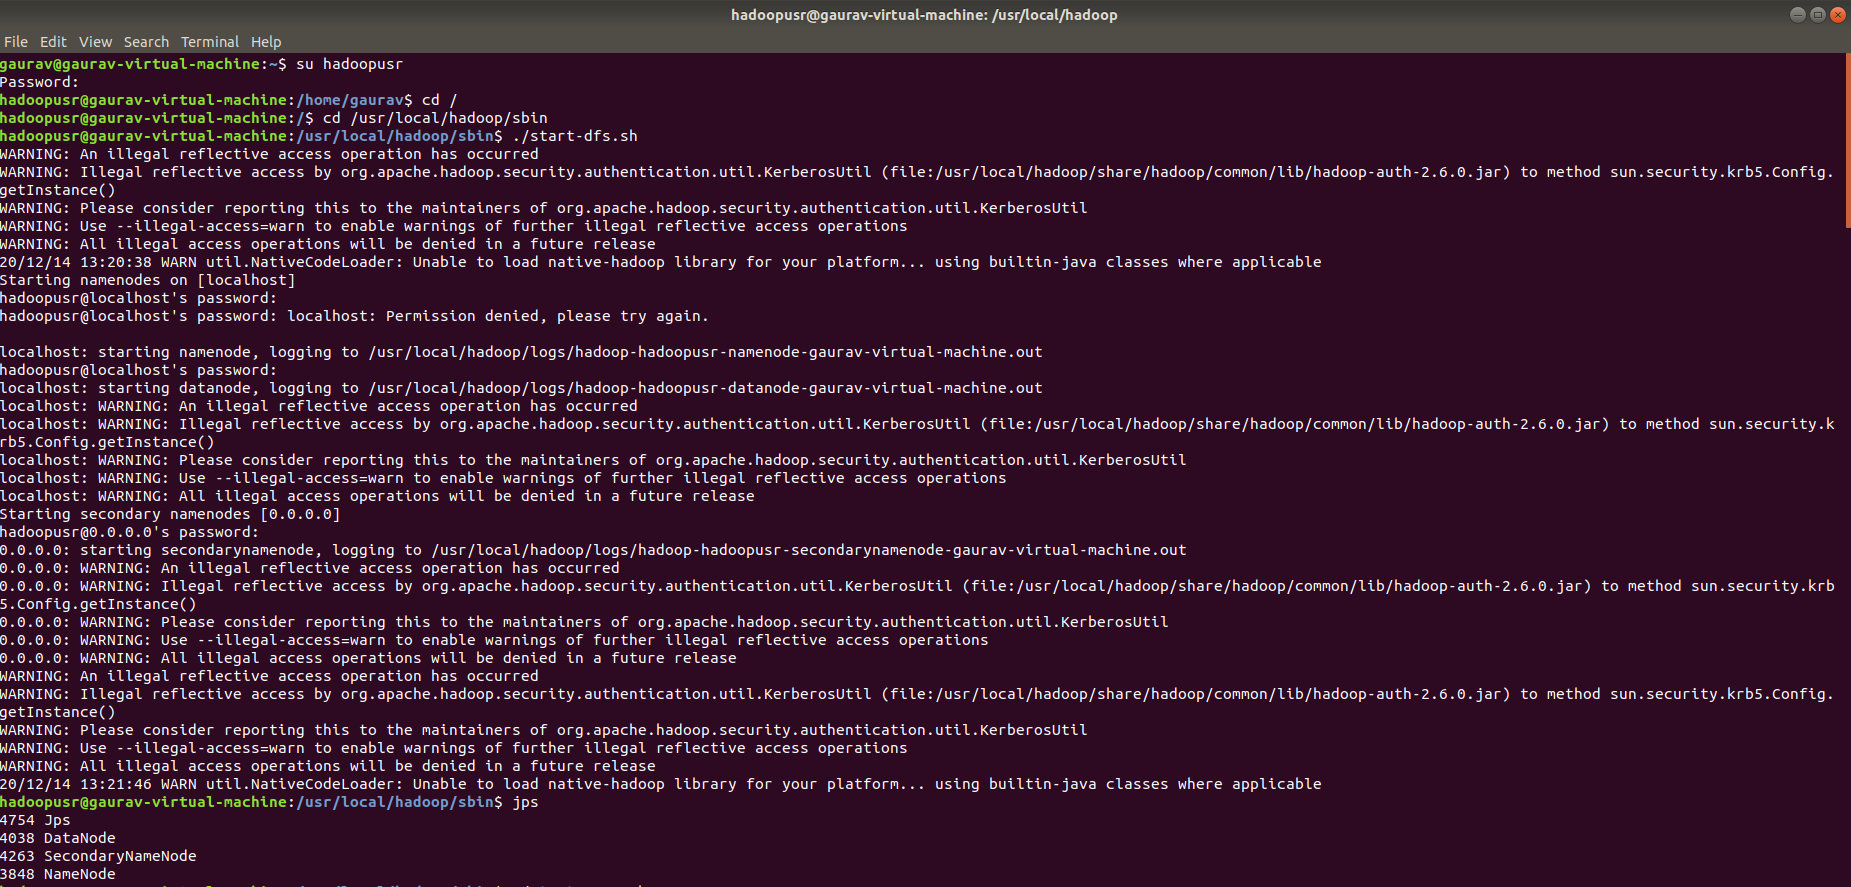 hadoopusr@gaurav-virtual-machine: /usr/local/hadoop
File Edit View Search Terminal Help
gaurav@gaurav-virtual-machine:~$ su hadoopusr
Password:
hadoopusr@gaurav-virtual-machine:/home/gaurav$ cd /
hadoopusr@gaurav-virtual-machine:/$ cd /usr/local/hadoop/sbin
hadoopusr@gaurav-virtual-machine:/usr/local/hadoop/sbin$ ./start-dfs.sh
WARNING: An illegal reflective access operation has occurred
WARNING: Illegal reflective access by org.apache.hadoop.security.authentication.util.KerberosUtil (file:/usr/local/hadoop/share/hadoop/common/lib/hadoop-auth-2.6.0.jar) to method sun.security.krb5.Config.
getInstance()
WARNING: Please consider reporting this to the maintainers of org.apache.hadoop.security.authentication.util.KerberosUtil
WARNING: Use --illegal-access=warn to enable warnings of further illegal reflective access operations
WARNING: All illegal access operations will be denied in a future release
20/12/14 13:20:38 WARN util.NativeCodeLoader: Unable to load native-hadoop library for your platform... using builtin-java classes where applicable
Starting namenodes on [localhost]
hadoopusr@localhost's password:
hadoopusr@localhost's password: localhost: Permission denied, please try again.
localhost: starting namenode, logging to /usr/local/hadoop/logs/hadoop-hadoopusr-namenode-gaurav-virtual-machine.out
hadoopusr@localhost's password:
localhost: starting datanode, logging to /usr/local/hadoop/logs/hadoop-hadoopusr-datanode-gaurav-virtual-machine.out
localhost: WARNING: An illegal reflective access operation has occurred
localhost: WARNING: Illegal reflective access by org.apache.hadoop.security.authentication.util.KerberosUtil (file:/usr/local/hadoop/share/hadoop/common/lib/hadoop-auth-2.6.0.jar) to method sun.security.k
rb5.Config.getInstance()
localhost: WARNING: Please consider reporting this to the maintainers of org.apache.hadoop.security.authentication.util.KerberosUtil
localhost: WARNING: Use --illegal-access=warn to enable warnings of further illegal reflective access operations
localhost: WARNING: All illegal access operations will be denied in a future release
Starting secondary namenodes [0.0.0.0]
hadoopusr@0.0.0.0's password:
0.0.0.0: starting secondarynamenode, logging to /usr/local/hadoop/logs/hadoop-hadoopusr-secondarynamenode-gaurav-virtual-machine.out
0.0.0.0: WARNING: An illegal reflective access operation has occurred
0.0.0.0: WARNING: Illegal reflective access by org.apache.hadoop.security.authentication.util.KerberosUtil (file:/usr/local/hadoop/share/hadoop/common/lib/hadoop-auth-2.6.0.jar) to method sun.security.krb
5.Config.getInstance()
0.0.0.0: WARNING: Please consider reporting this to the maintainers of org.apache.hadoop.security.authentication.util.KerberosUtil
0.0.0.0: WARNING: Use --illegal-access=warn to enable warnings of further illegal reflective access operations
0.0.0.0: WARNING: All illegal access operations will be denied in a future release
WARNING: An illegal reflective access operation has occurred
WARNING: Illegal reflective access by org.apache.hadoop.security.authentication.util.KerberosUtil (file:/usr/local/hadoop/share/hadoop/common/lib/hadoop-auth-2.6.0.jar) to method sun.security.krb5.Config.
getInstance()
WARNING: Please consider reporting this to the maintainers of org.apache.hadoop.security.authentication.util.KerberosUtil
WARNING: Use --illegal-access=warn to enable warnings of further illegal reflective access operations
WARNING: All illegal access operations will be denied in a future release
20/12/14 13:21:46 WARN util.NativeCodeLoader: Unable to load native-hadoop library for your platform... using builtin-java classes where applicable
hadoopusr@gaurav-virtual-machine:/usr/local/hadoop/sbin$ jps
4754 Jps
4038 DataNode
4263 SecondaryNameNode
3848 NameNode